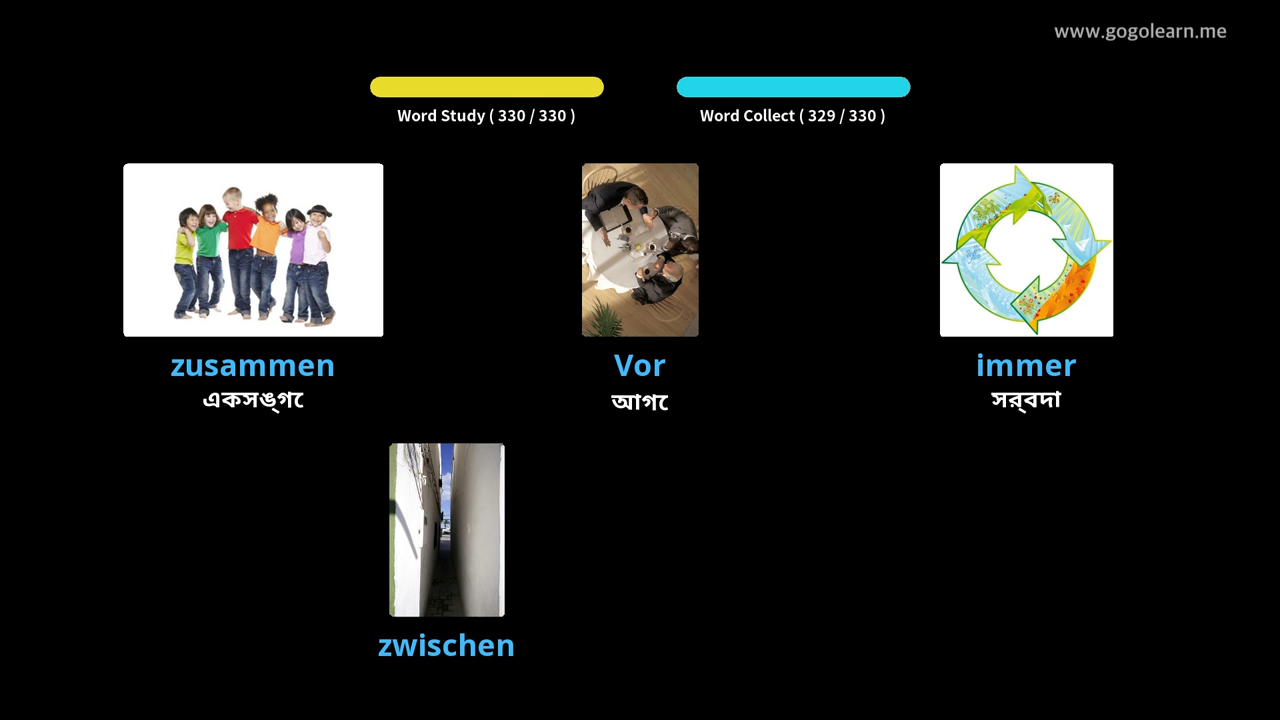 www.gogolearn.me
Word Study ( 330 / 330 )
Word Collect ( 329 / 330 )
zusammen
Vor
immer
একসঙ্গে
আগে
সর্বদা
zwischen